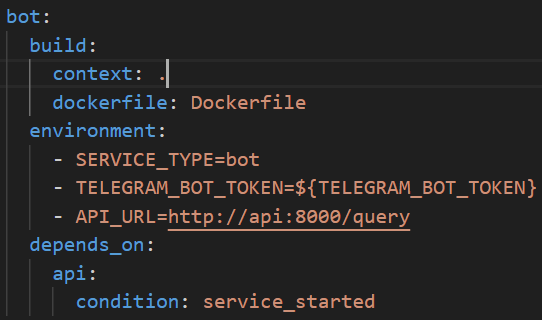 bot:
  build:
    context: .
    dockerfile: Dockerfile
  environment:
    - SERVICE_TYPE=bot
    - TELEGRAM_BOT_TOKEN=${TELEGRAM_BOT_TOKEN}
    - API_URL=http://api:8000/query
  depends_on:
    api:
      condition: service_started